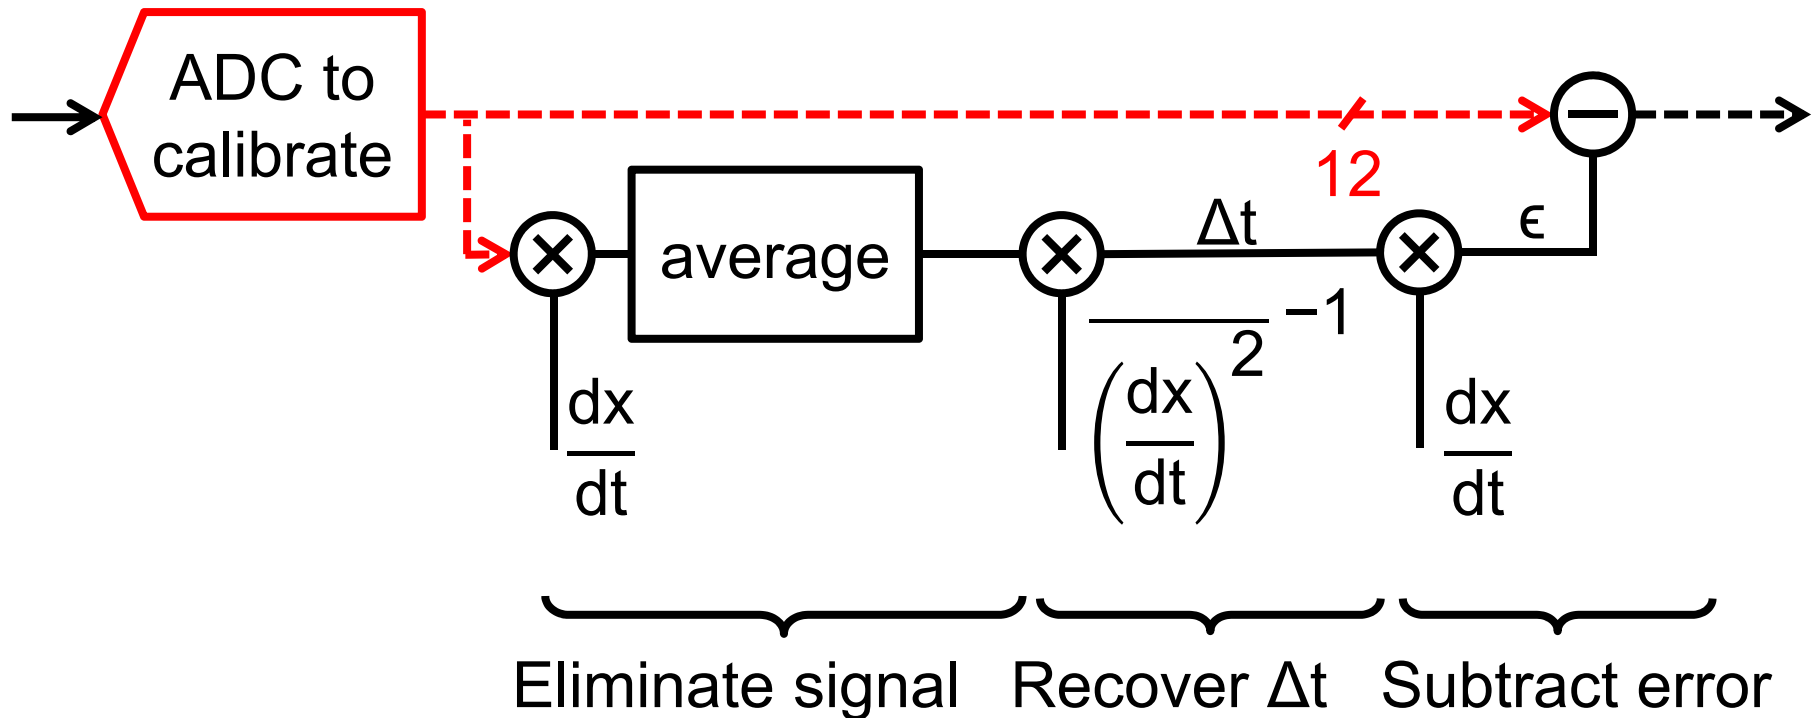 ADC to
calibrate
12
Δt
ϵ
average
dx
dt
(dx
dt)
2
−1
dx
dt
Eliminate signal
Recover Δt
Subtract error